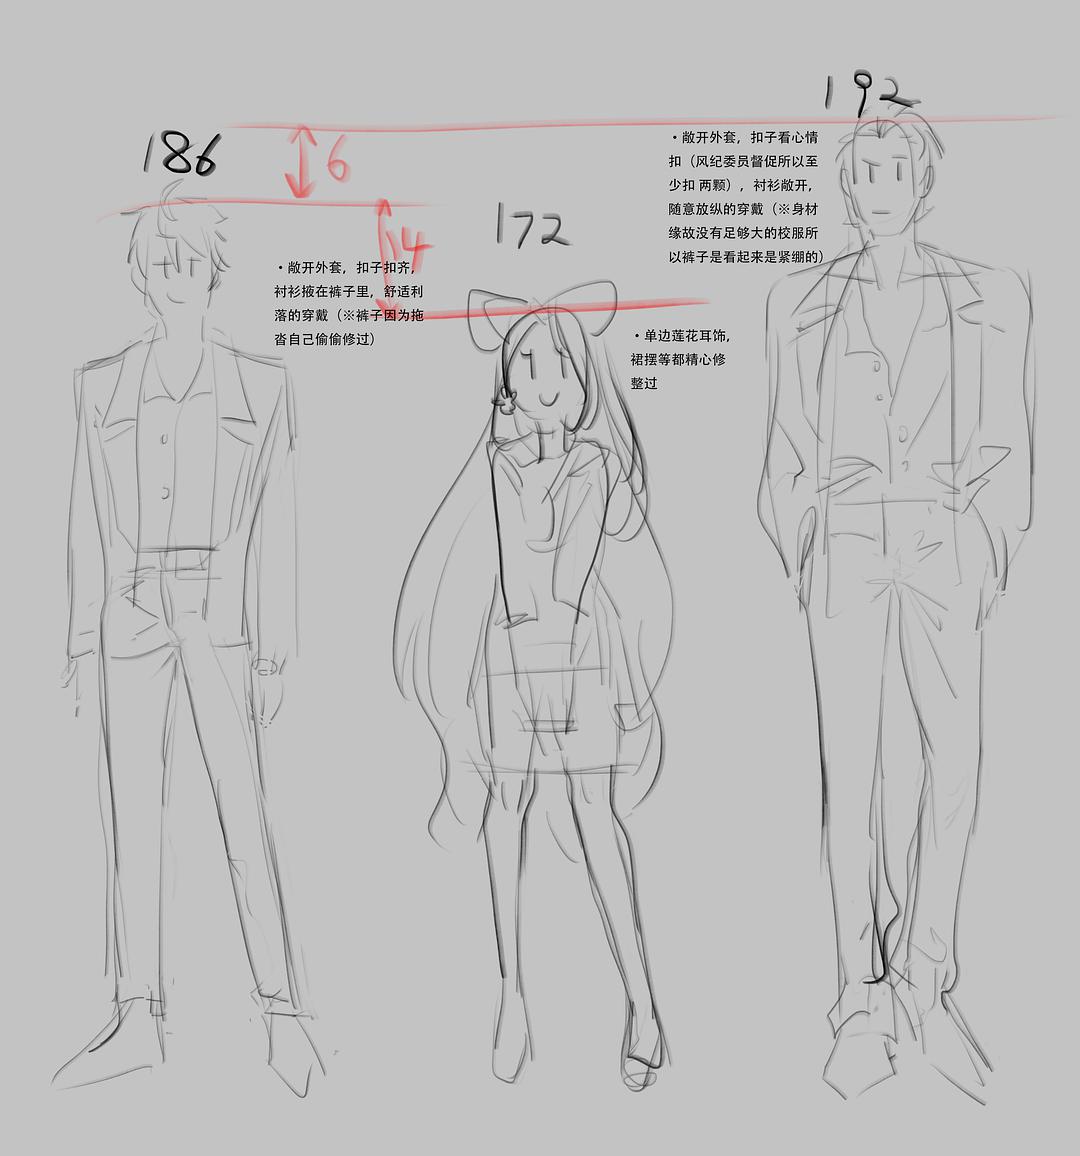 192
186
6
・敞开外套，扣子看心情
扣（风纪委员督促所以至
少扣 两颗），衬衫敞开，
随意放纵的穿戴（※身材
缘故没有足够大的校服所
以裤子是看起来是紧绷的）
172
14
・敞开外套，扣子扣齐，
衬衫掖在裤子里，舒适利
落的穿戴（※裤子因为拖
沓自己偷偷修过）
・单边莲花耳饰，
裙摆等都精心修
整过